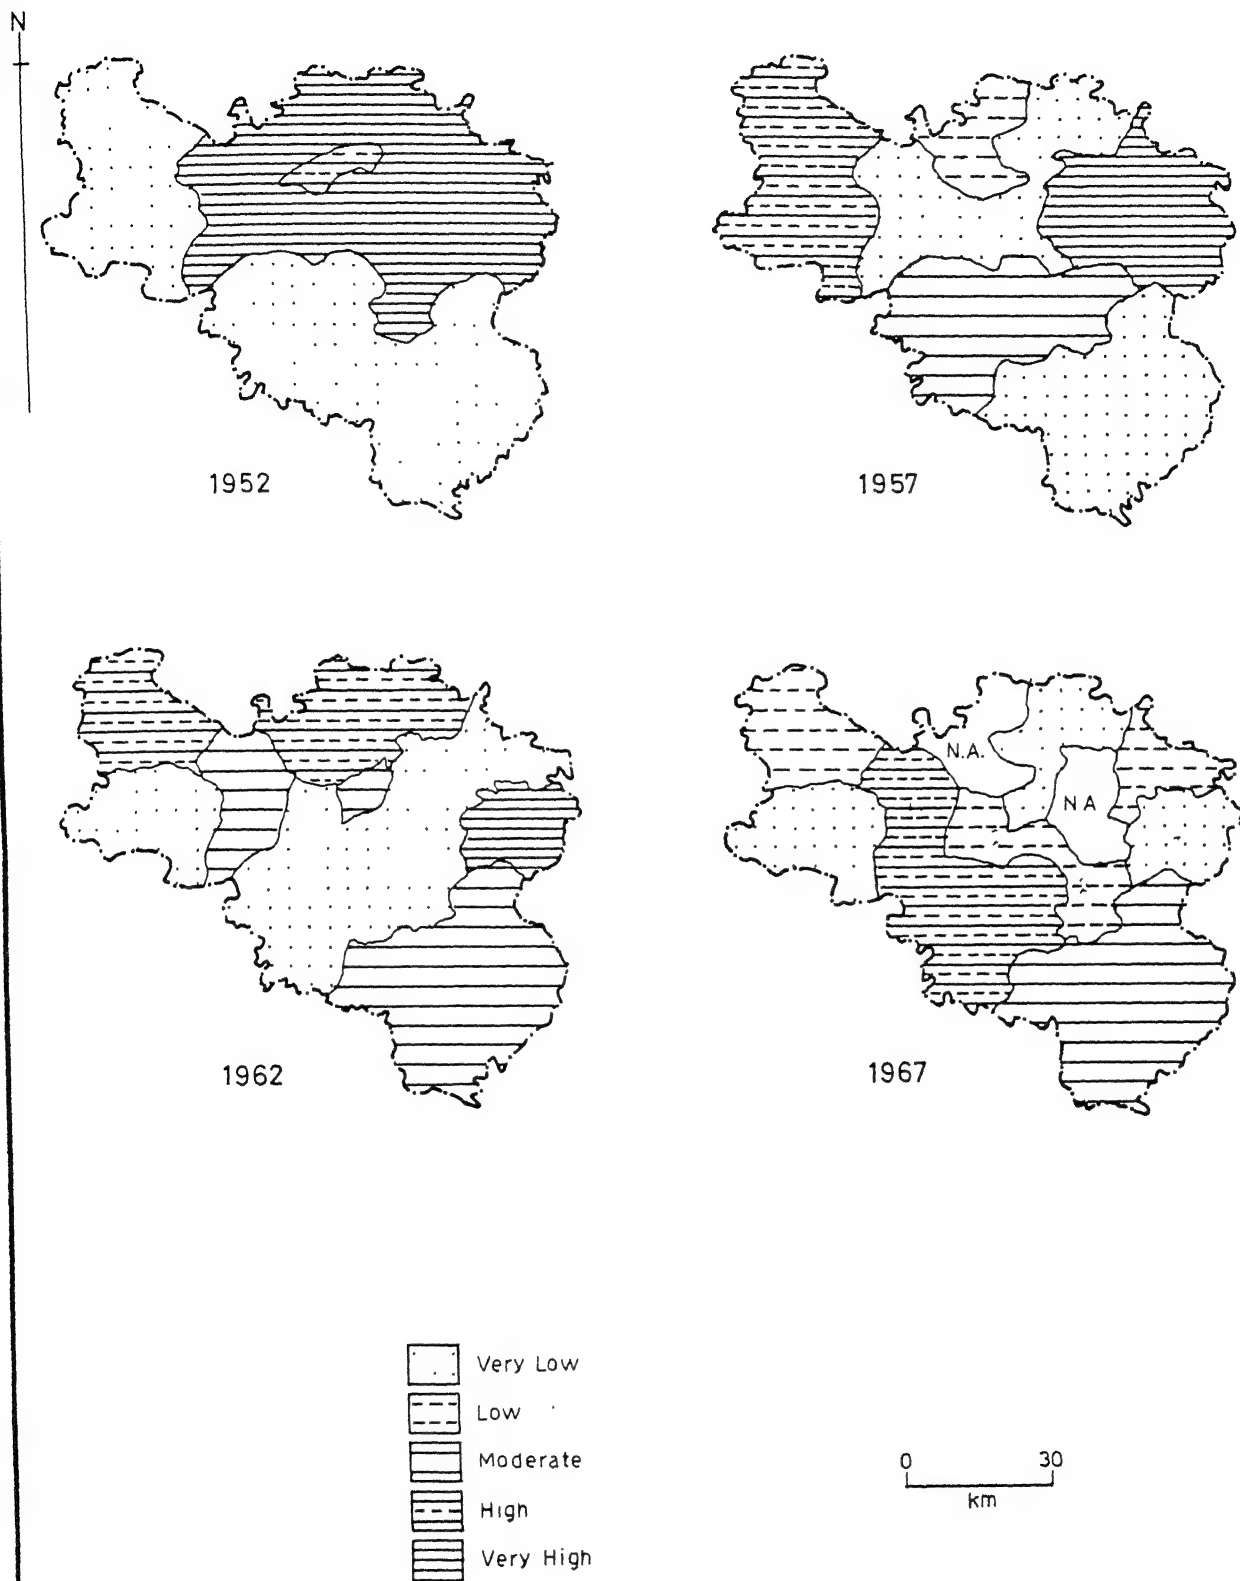 N
1952
1957
N.A.
N A
1962
1967
Very Low
Low
Moderate
High
Very High
0 30
km